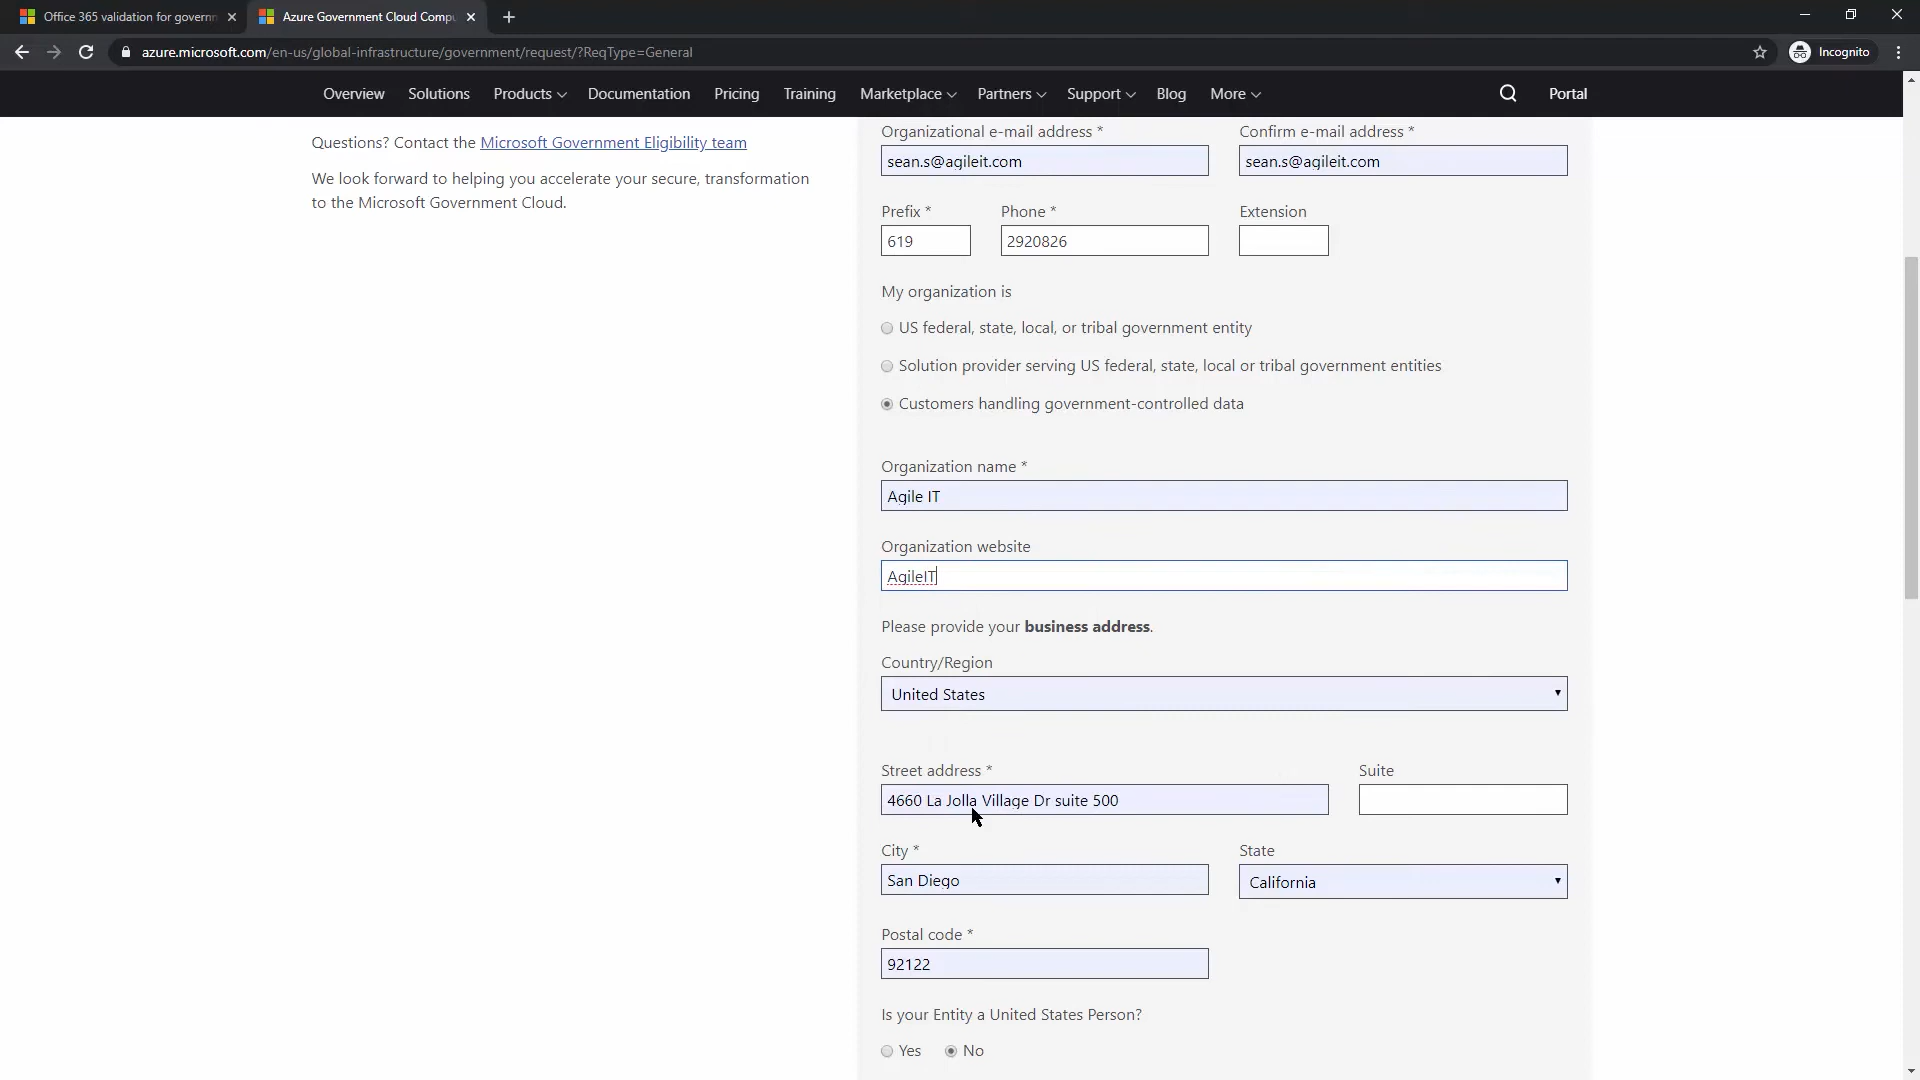 Office 365 validation for governm
Azure Government Cloud Compu
azure.microsoft.com/en-us/global-infrastructure/government/request/?ReqType=General
Incognito
Overview Solutions Products Documentation Pricing Training Marketplace Partners Support Blog More Portal
Questions? Contact the Microsoft Government Eligibility team
We look forward to helping you accelerate your secure, transformation
to the Microsoft Government Cloud.
Organizational e-mail address * Confirm e-mail address *
sean.s@agileit.com sean.s@agileit.com
Prefix * Phone * Extension
619 2920826
My organization is
US federal, state, local, or tribal government entity
Solution provider serving US federal, state, local or tribal government entities
Customers handling government-controlled data
Organization name *
Agile IT
Organization website
AgileIT
Please provide your business address.
Country/Region
United States
Street address * Suite
4660 La Jolla Village Dr suite 500
City * State
San Diego California
Postal code *
92122
Is your Entity a United States Person?
Yes No